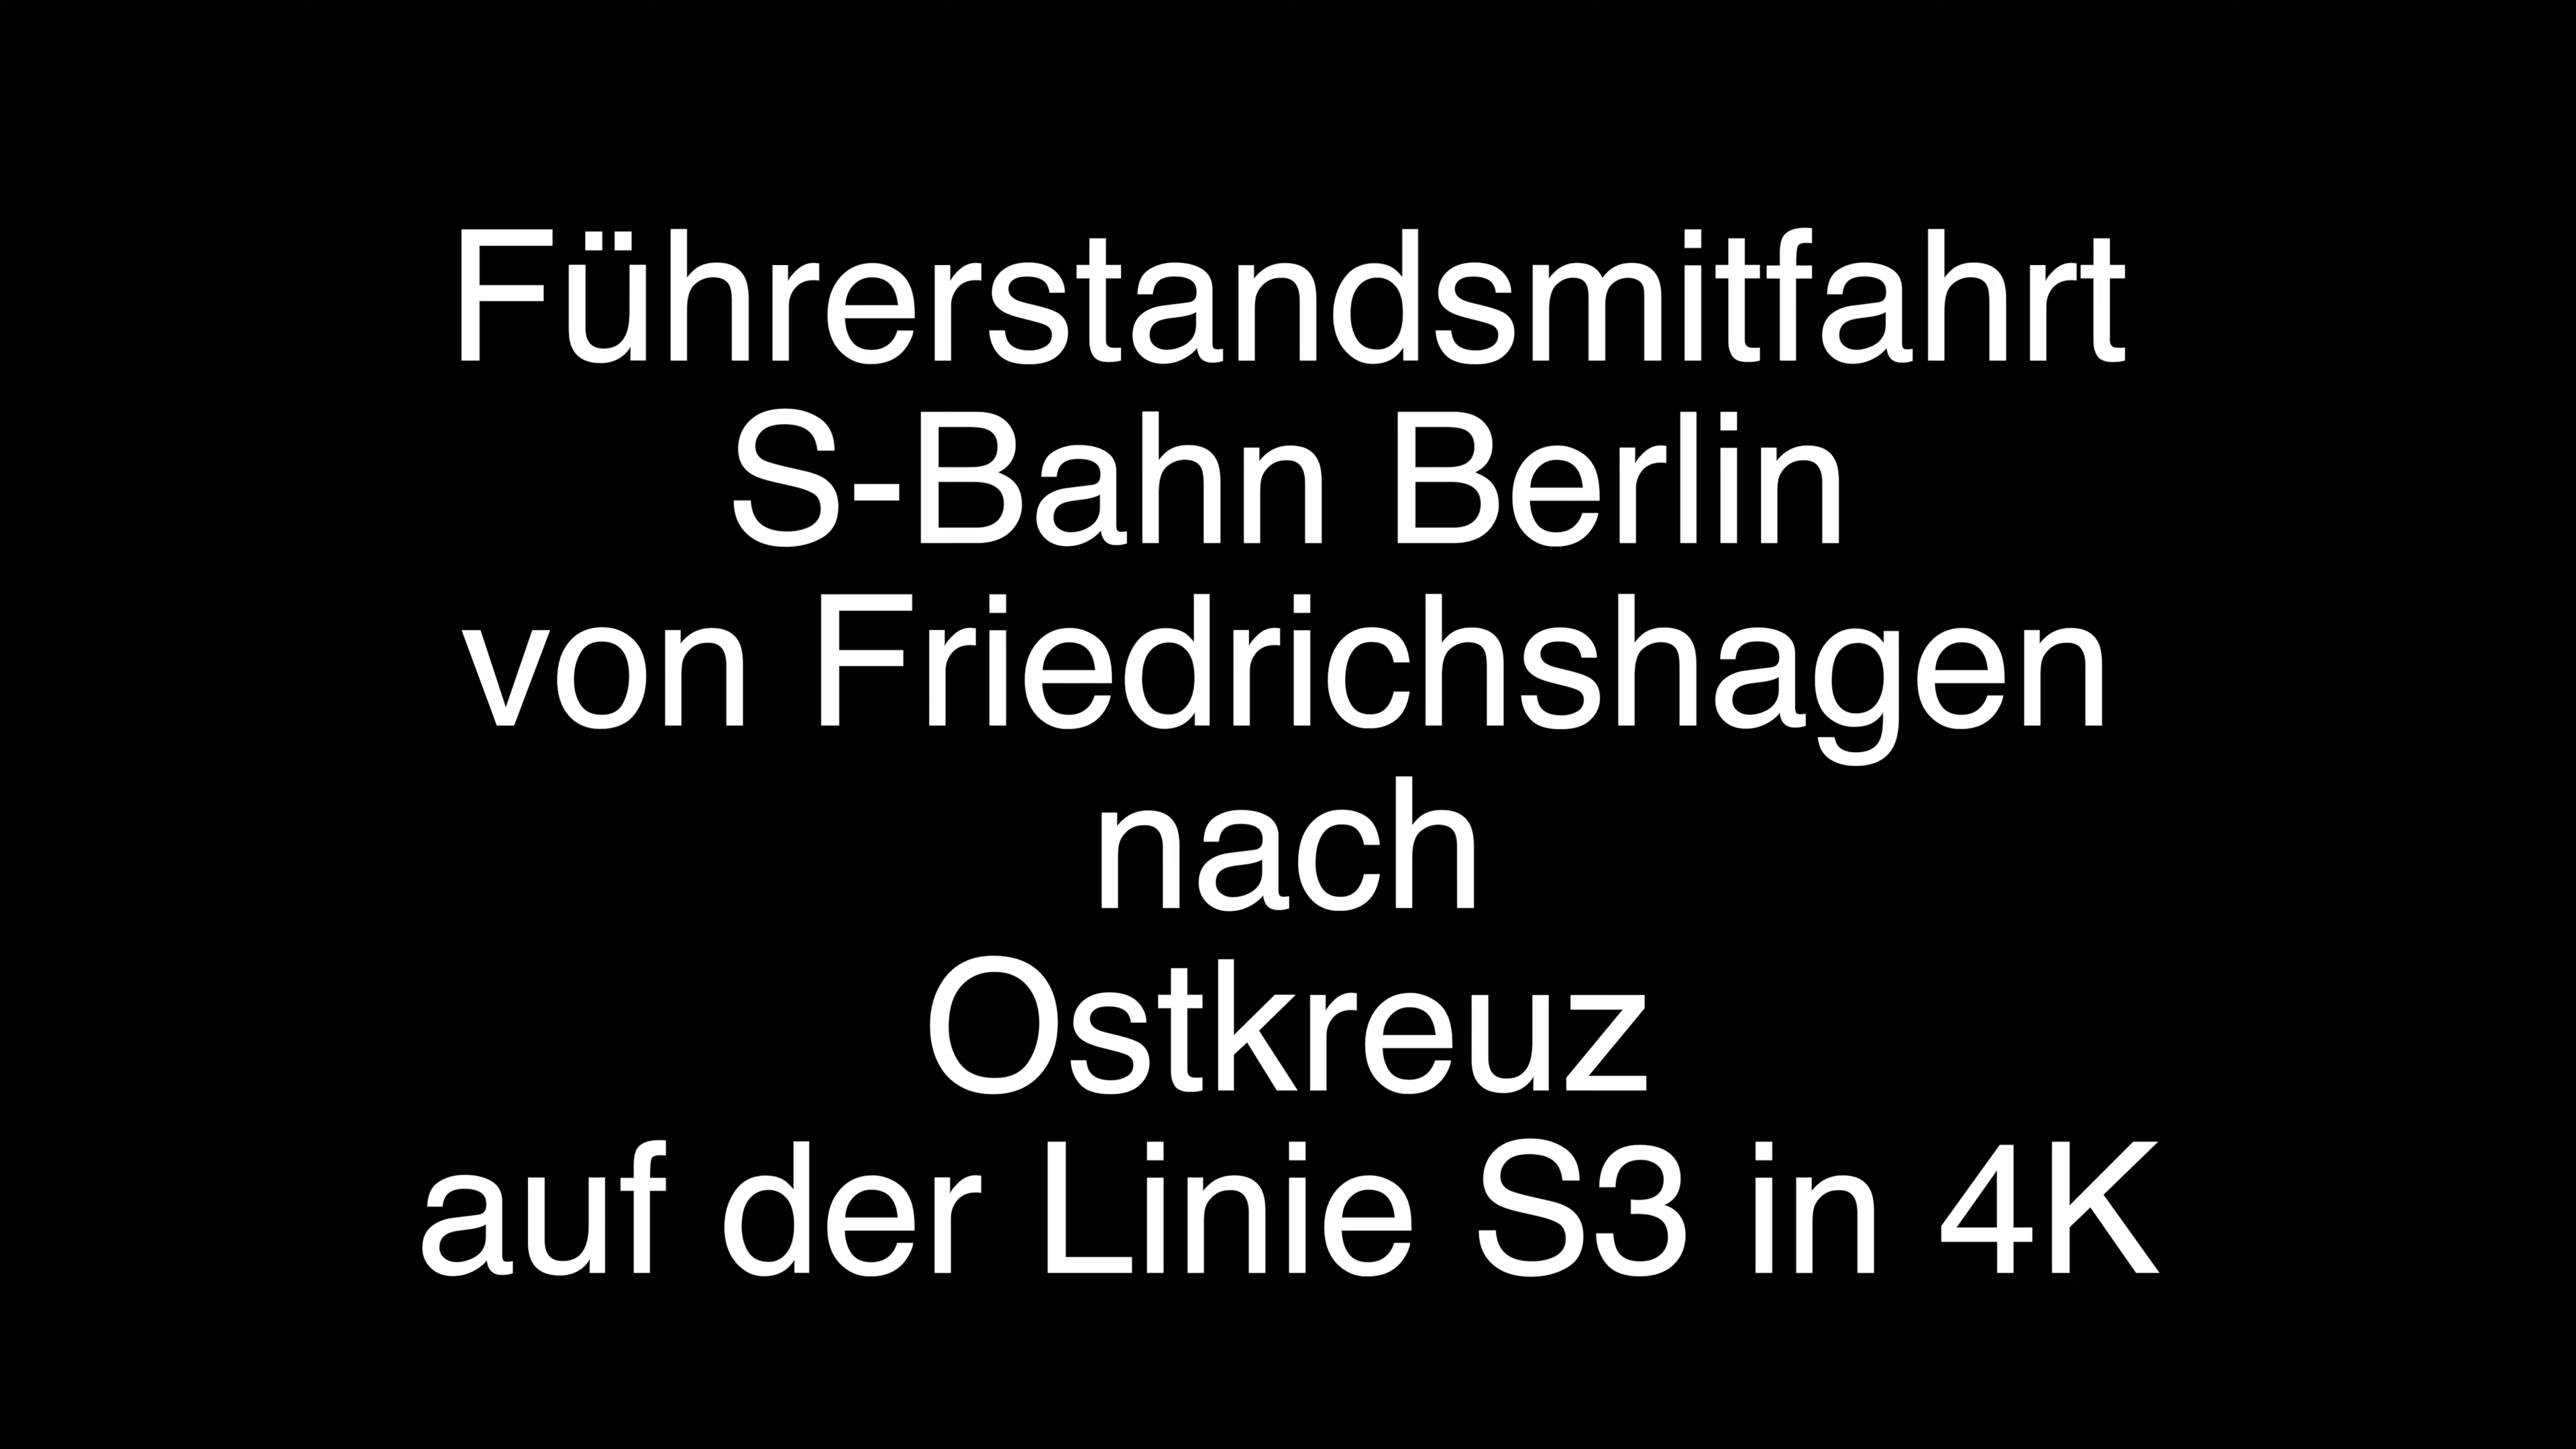 Führerstandsmitfahrt
S-Bahn Berlin
von Friedrichshagen
nach
Ostkreuz
auf der Linie S3 in 4K